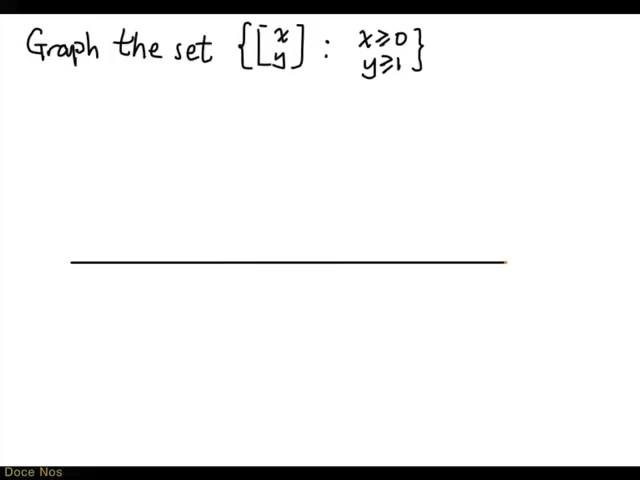 Graph the set {[x y] : x≥0 y≥1}
Doce Nos